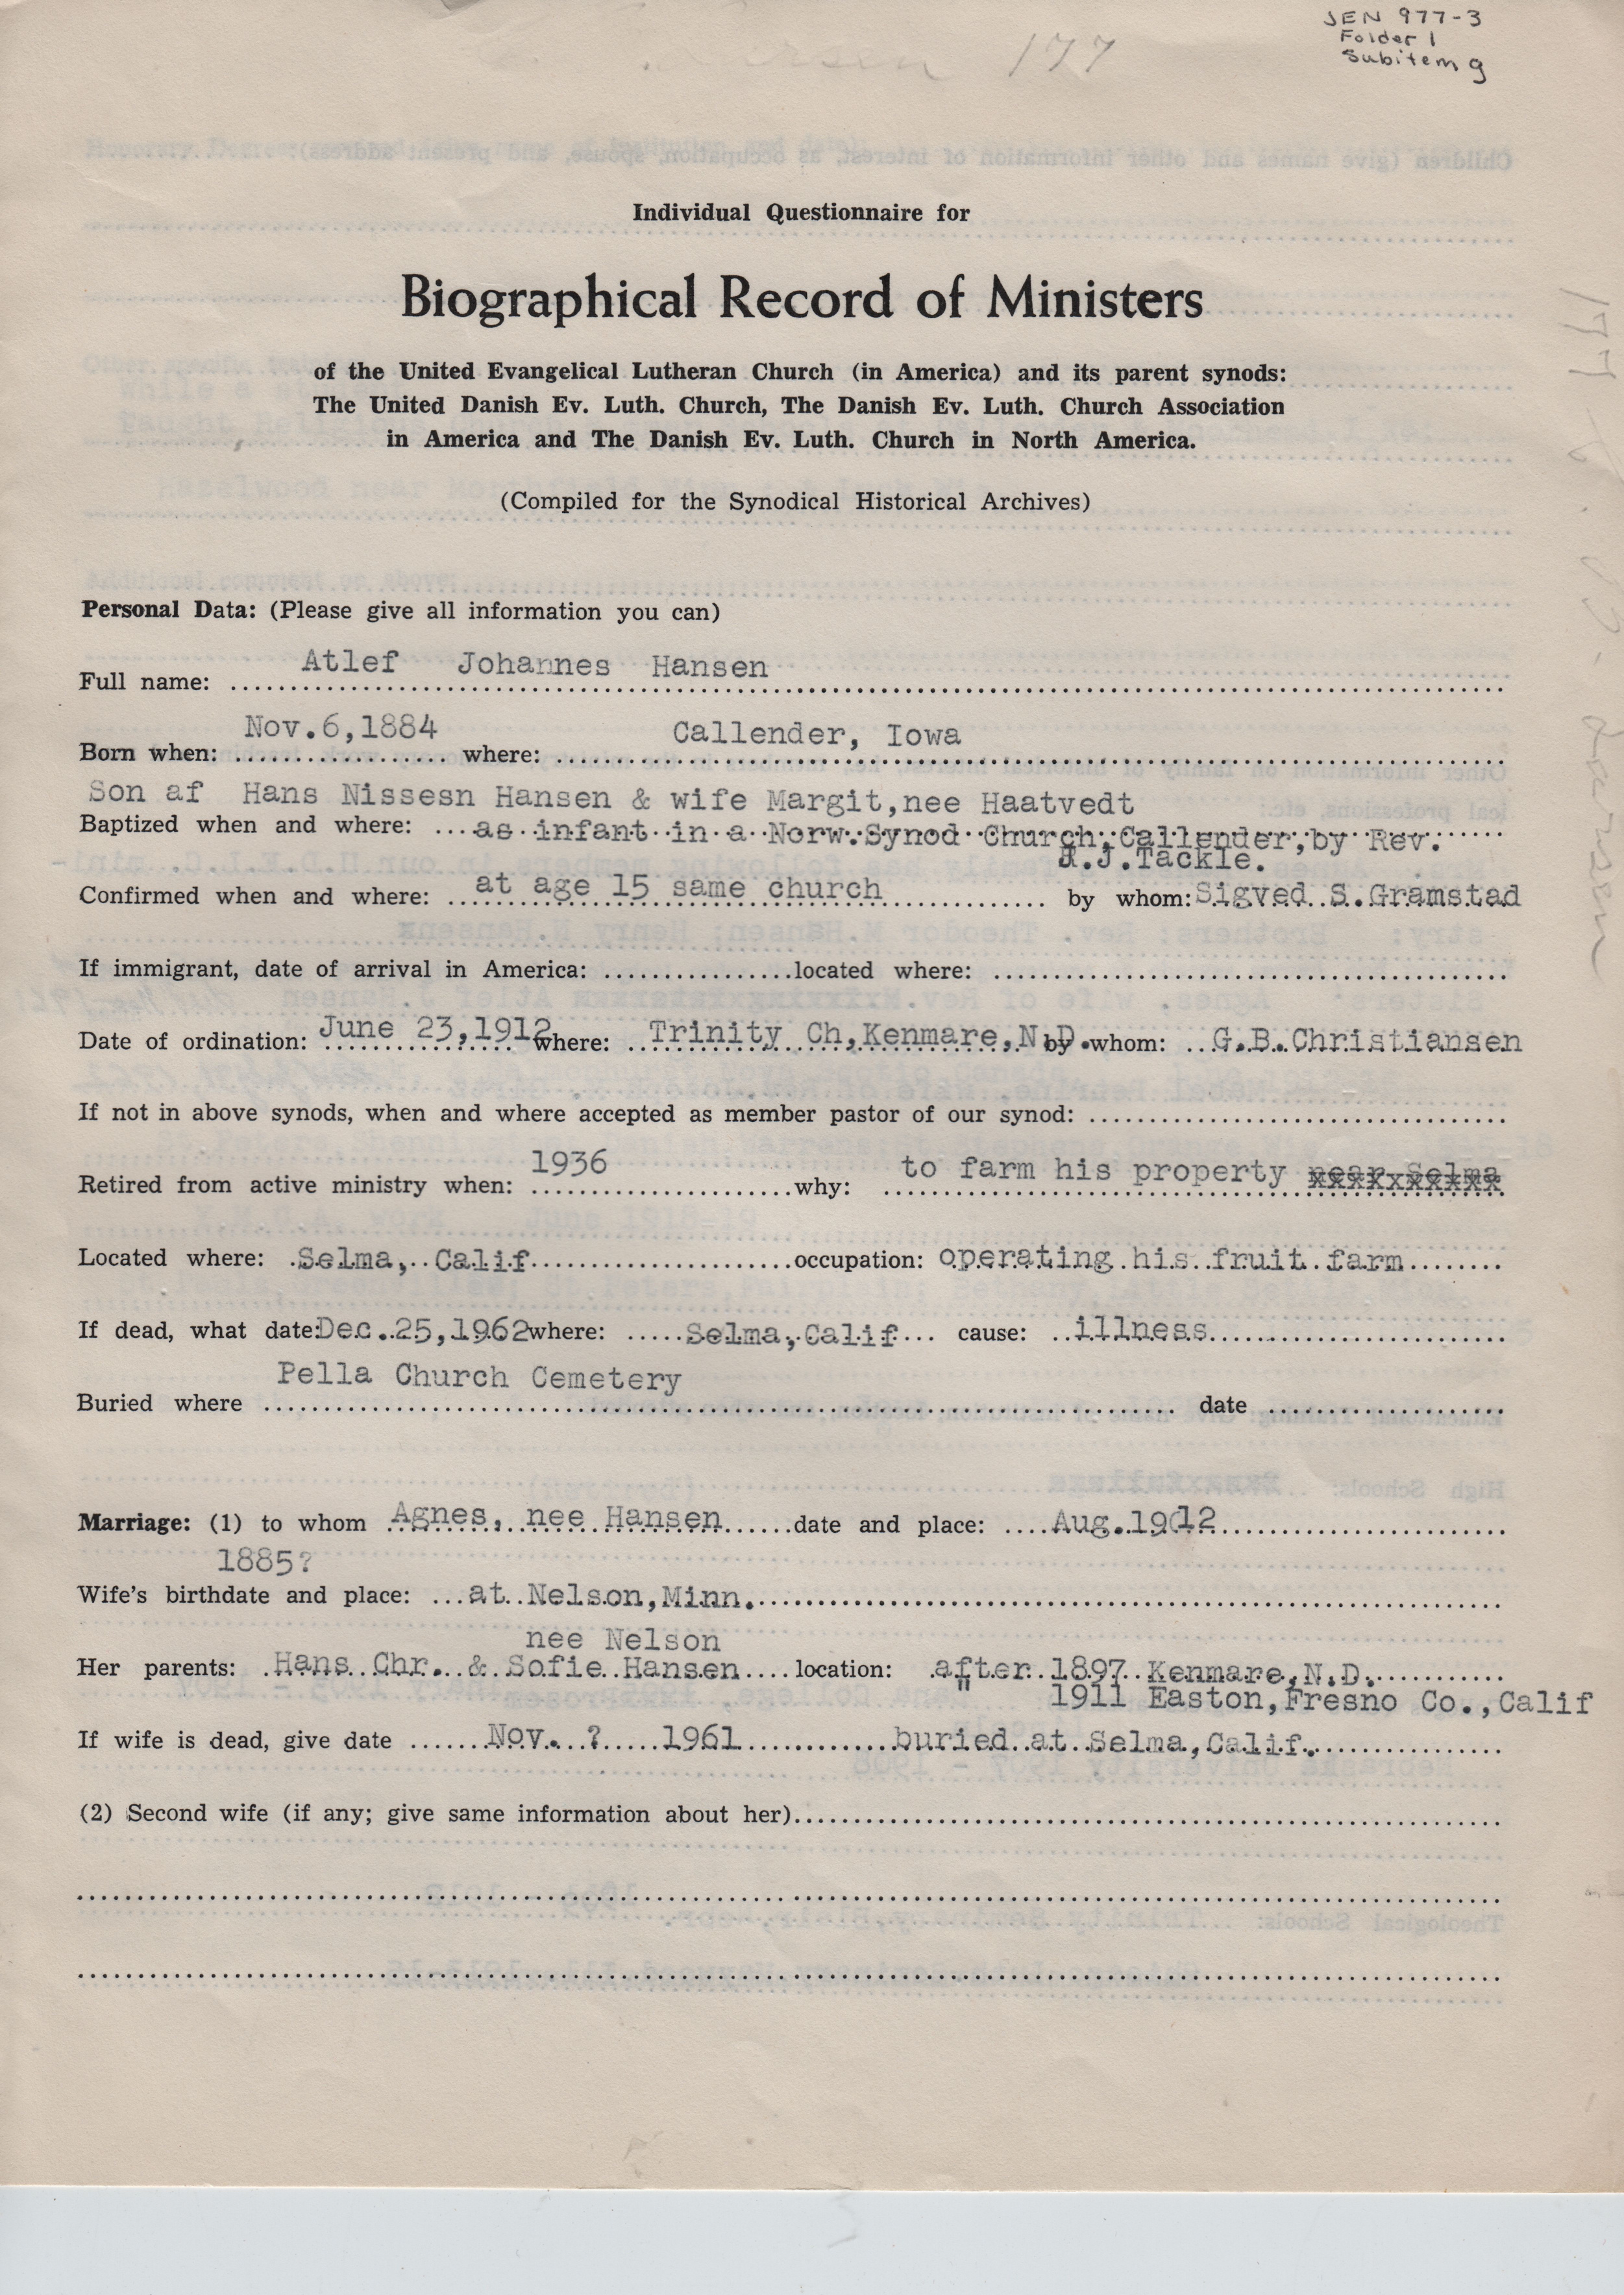 JEN 977-3
Folder 1
Subitem g
177
Individual Questionnaire for
Biographical Record of Ministers
of the United Evangelical Lutheran Church (in America) and its parent synods:
The United Danish Ev. Luth. Church, The Danish Ev. Luth. Church Association
in America and The Danish Ev. Luth. Church in North America.
(Compiled for the Synodical Historical Archives)
Personal Data: (Please give all information you can)
Full name: Atlef Johannes Hansen
Born when: Nov.6,1884 where: Callender, Iowa
Son af Hans Nissesn Hansen & wife Margit,nee Haatvedt
Baptized when and where: as infant in a Norw.Synod Church,Callender,by Rev.
J.Tackle.
Confirmed when and where: at age 15 same church by whom: Sigved S.Gramstad
If immigrant, date of arrival in America: located where:
Date of ordination: June 23,1912 where: Trinity Ch,Kenmare,N.D. by whom: G.B.Christiansen
If not in above synods, when and where accepted as member pastor of our synod:
Retired from active ministry when: 1936 why: to farm his property near Selma
Located where: Selma, Calif occupation: operating his fruit farm
If dead, what date: Dec.25,1962 where: Selma,Calif cause: illness
Buried where Pella Church Cemetery date
Marriage: (1) to whom Agnes, nee Hansen date and place: Aug.1912
1885?
Wife's birthdate and place: at Nelson,Minn.
nee Nelson
Her parents: Hans Chr. & Sofie Hansen location: after 1897 Kenmare,N.D.
" 1911 Easton,Fresno Co.,Calif
If wife is dead, give date Nov. ? 1961 buried at Selma,Calif.
(2) Second wife (if any; give same information about her)